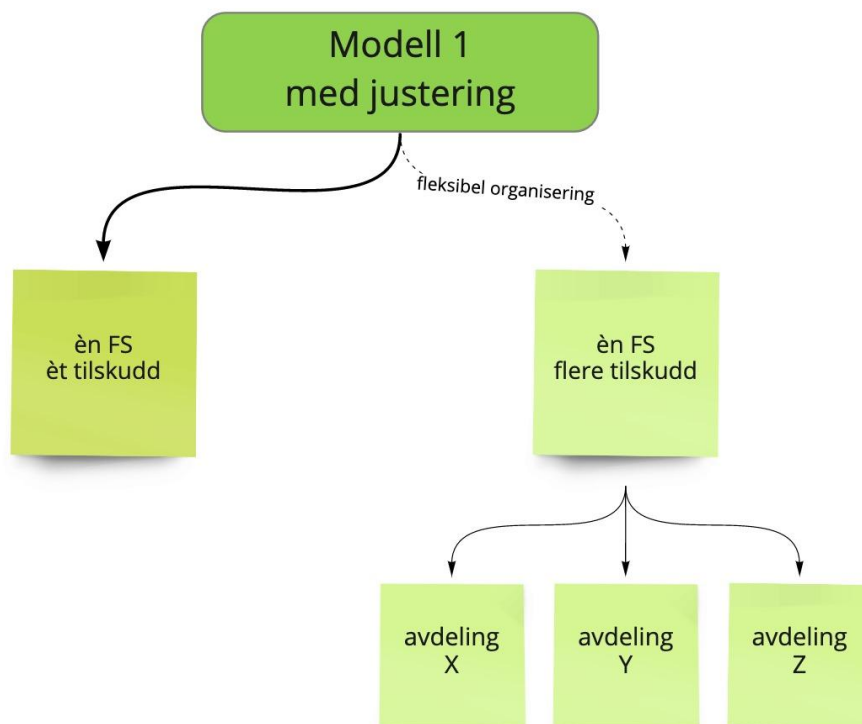 Modell 1
med justering
fleksibel organisering
èn FS
èt tilskudd
èn FS
flere tilskudd
avdeling
X
avdeling
Y
avdeling
Z